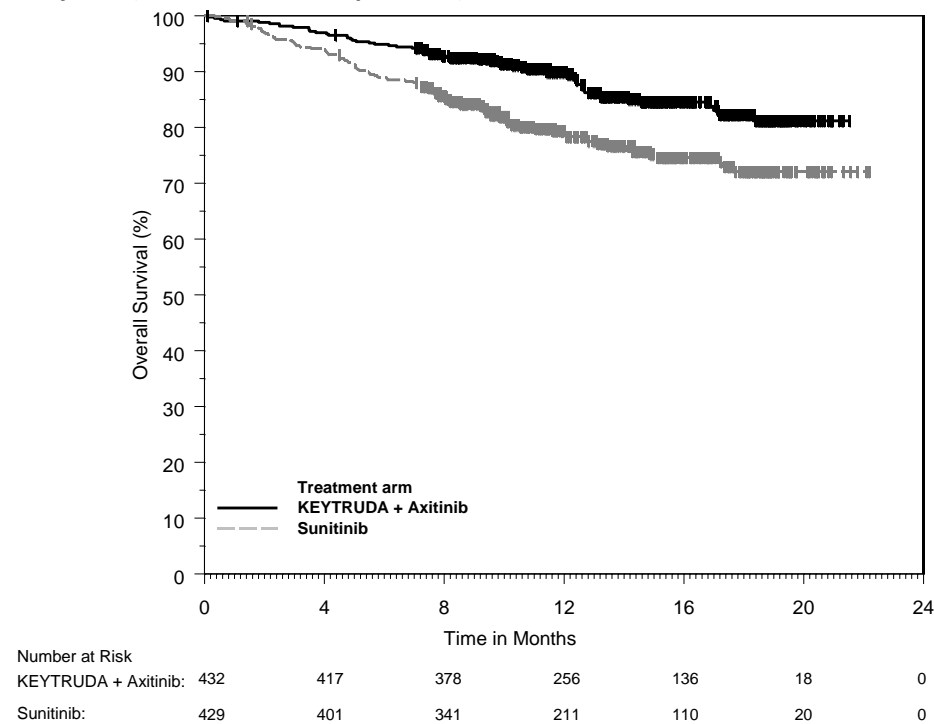 100
90
80
70
60
50
40
30
20
10
0
Overall Survival (%)
Treatment arm
KEYTRUDA + Axitinib
Sunitinib
0 4 8 12 16 20 24
Time in Months
Number at Risk
KEYTRUDA + Axitinib: 432 417 378 256 136 18 0
Sunitinib: 429 401 341 211 110 20 0